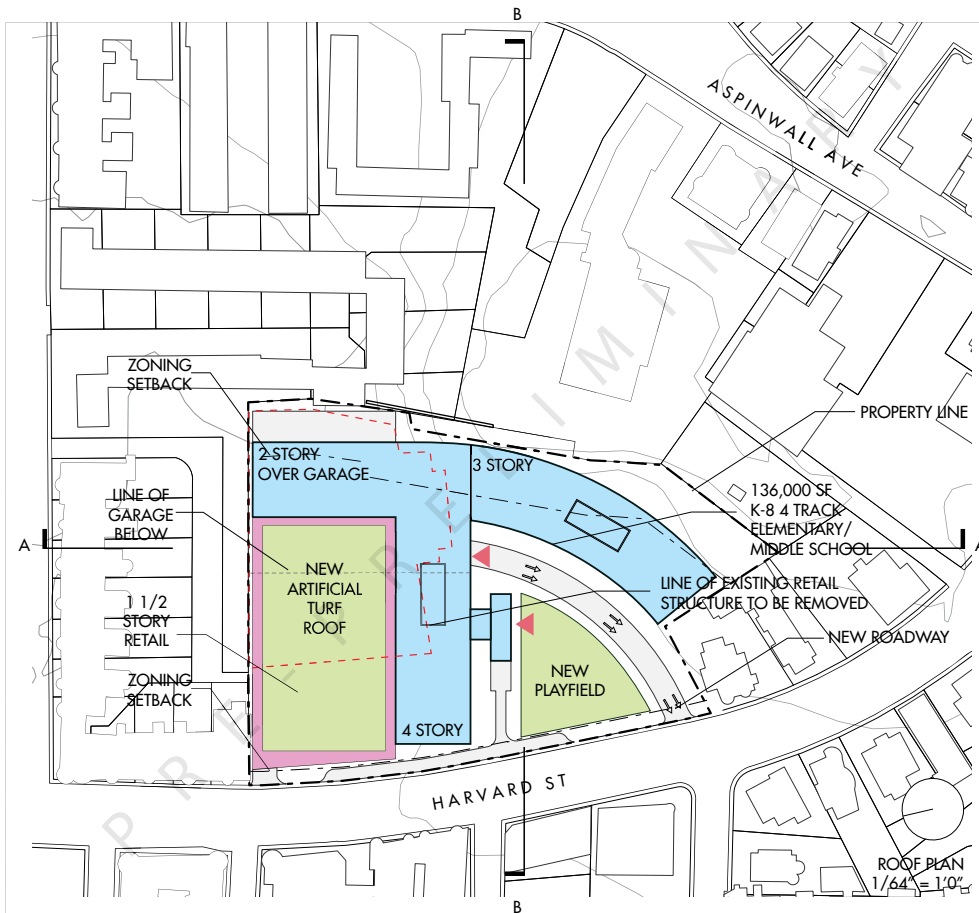 B
ASPINWALL AVE
ZONING
SETBACK
PROPERTY LINE
2 STORY
OVER GARAGE
3 STORY
136,000 SF
K-8 4 TRACK
ELEMENTARY/
MIDDLE SCHOOL
LINE OF
GARAGE
BELOW
A
A
NEW
ARTIFICIAL
TURF
ROOF
LINE OF EXISTING RETAIL
STRUCTURE TO BE REMOVED
1 1/2
STORY
RETAIL
NEW ROADWAY
NEW
PLAYFIELD
ZONING
SETBACK
4 STORY
HARVARD ST
ROOF PLAN
1/64" = 1'0"
B
PRELIMINARY